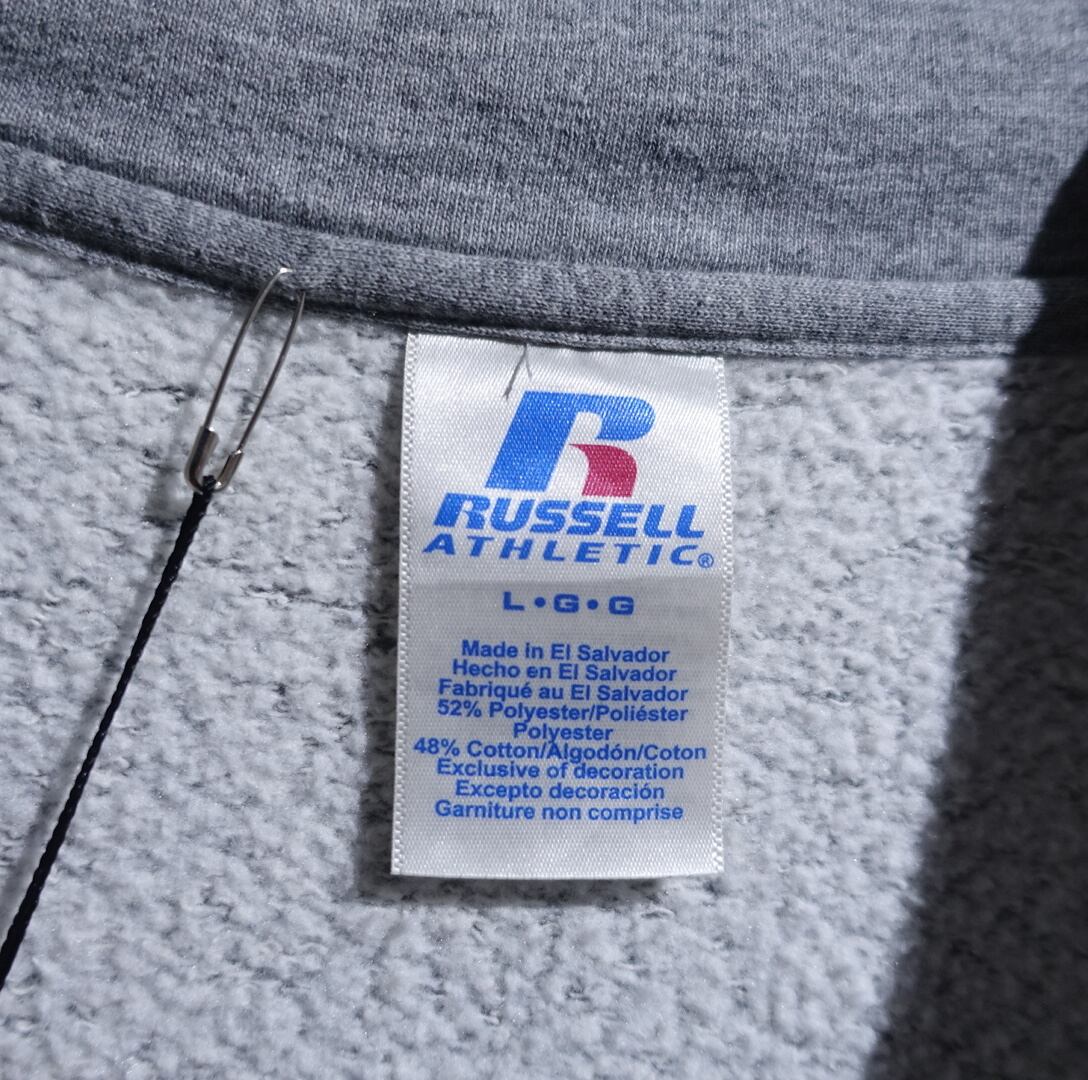 R
RUSSELL
ATHLETIC®
L•G•G
Made in El Salvador
Hecho en El Salvador
Fabriqué au El Salvador
52% Polyester/Poliéster
Polyester
48% Cotton/Algodón/Coton
Exclusive of decoration
Excepto decoración
Garniture non comprise